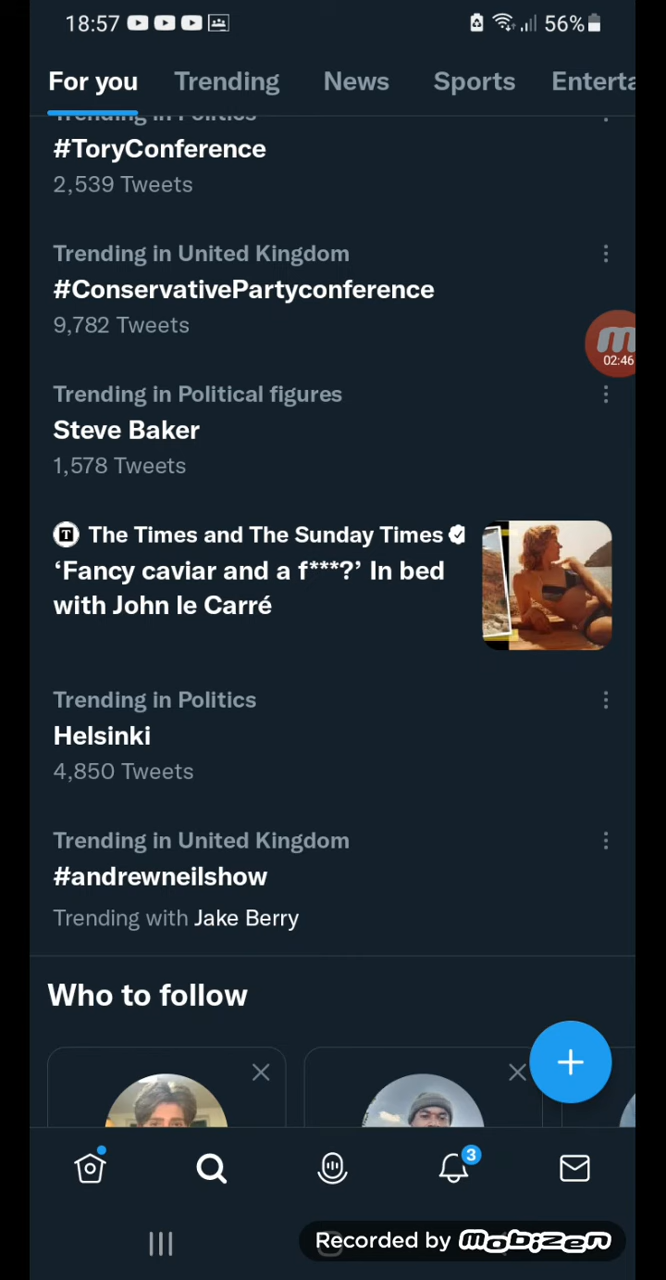 18:57 56%
For you Trending News Sports Enterta
Trending in Politics
#ToryConference
2,539 Tweets
Trending in United Kingdom
#ConservativePartyconference
9,782 Tweets
02:46
Trending in Political figures
Steve Baker
1,578 Tweets
T The Times and The Sunday Times
‘Fancy caviar and a f***?’ In bed
with John le Carré
Trending in Politics
Helsinki
4,850 Tweets
Trending in United Kingdom
#andrewneilshow
Trending with Jake Berry
Who to follow
3
Recorded by mobizen